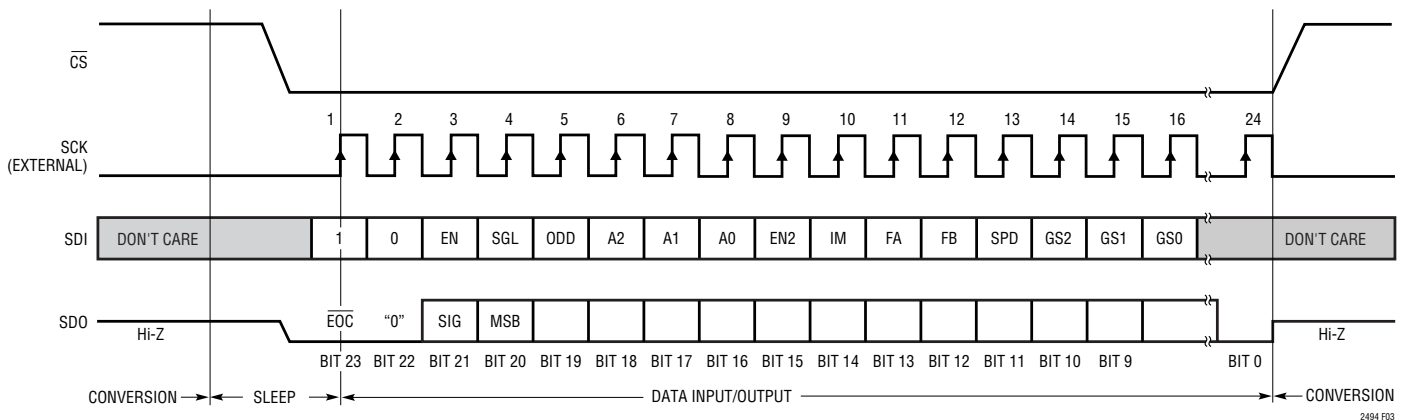 CS
1 2 3 4 5 6 7 8 9 10 11 12 13 14 15 16 24
SCK
(EXTERNAL)
SDI DON'T CARE 1 0 EN SGL ODD A2 A1 A0 EN2 IM FA FB SPD GS2 GS1 GS0 DON'T CARE
SDO EOC “0” SIG MSB
Hi-Z Hi-Z
BIT 23 BIT 22 BIT 21 BIT 20 BIT 19 BIT 18 BIT 17 BIT 16 BIT 15 BIT 14 BIT 13 BIT 12 BIT 11 BIT 10 BIT 9 BIT 0
CONVERSION SLEEP DATA INPUT/OUTPUT CONVERSION
2494 F03